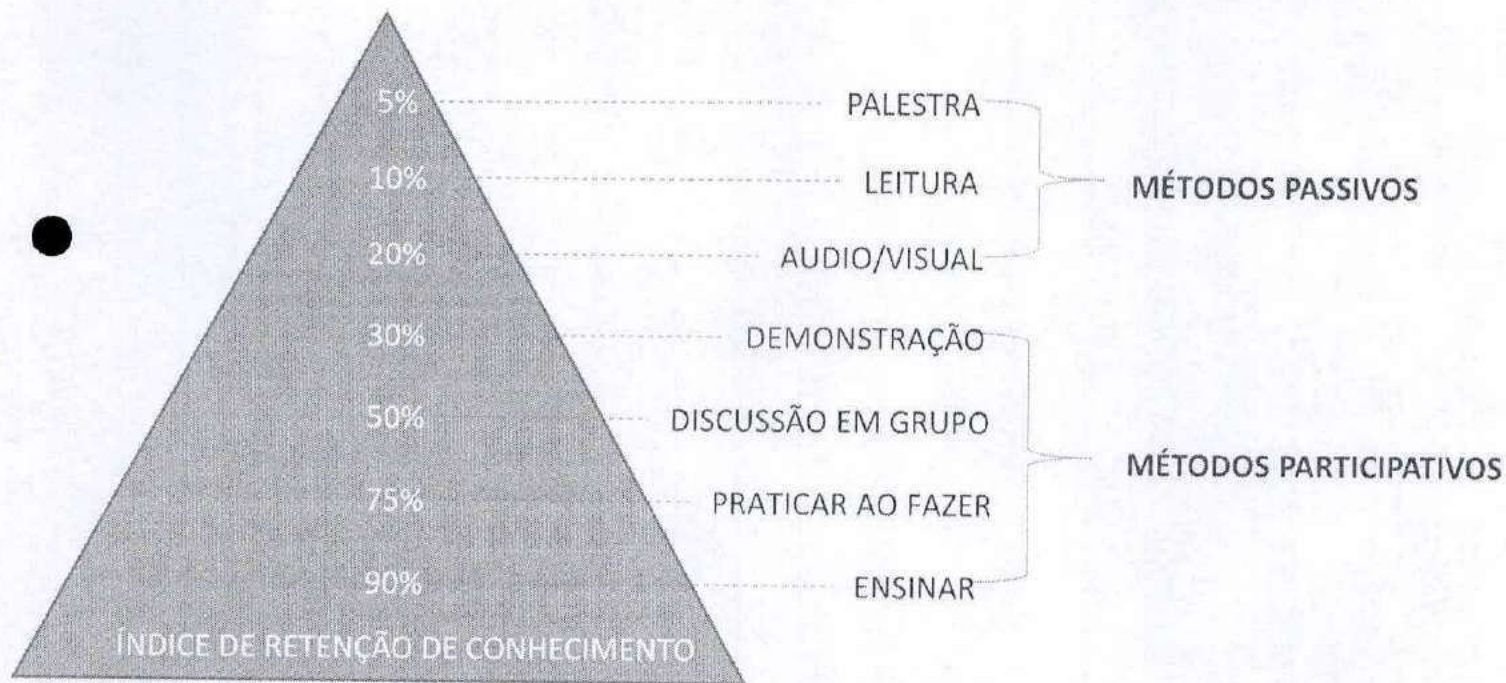 5% PALESTRA
10% LEITURA MÉTODOS PASSIVOS
20% AUDIO/VISUAL
30% DEMONSTRAÇÃO
50% DISCUSSÃO EM GRUPO
MÉTODOS PARTICIPATIVOS
75% PRATICAR AO FAZER
90% ENSINAR
ÍNDICE DE RETENÇÃO DE CONHECIMENTO